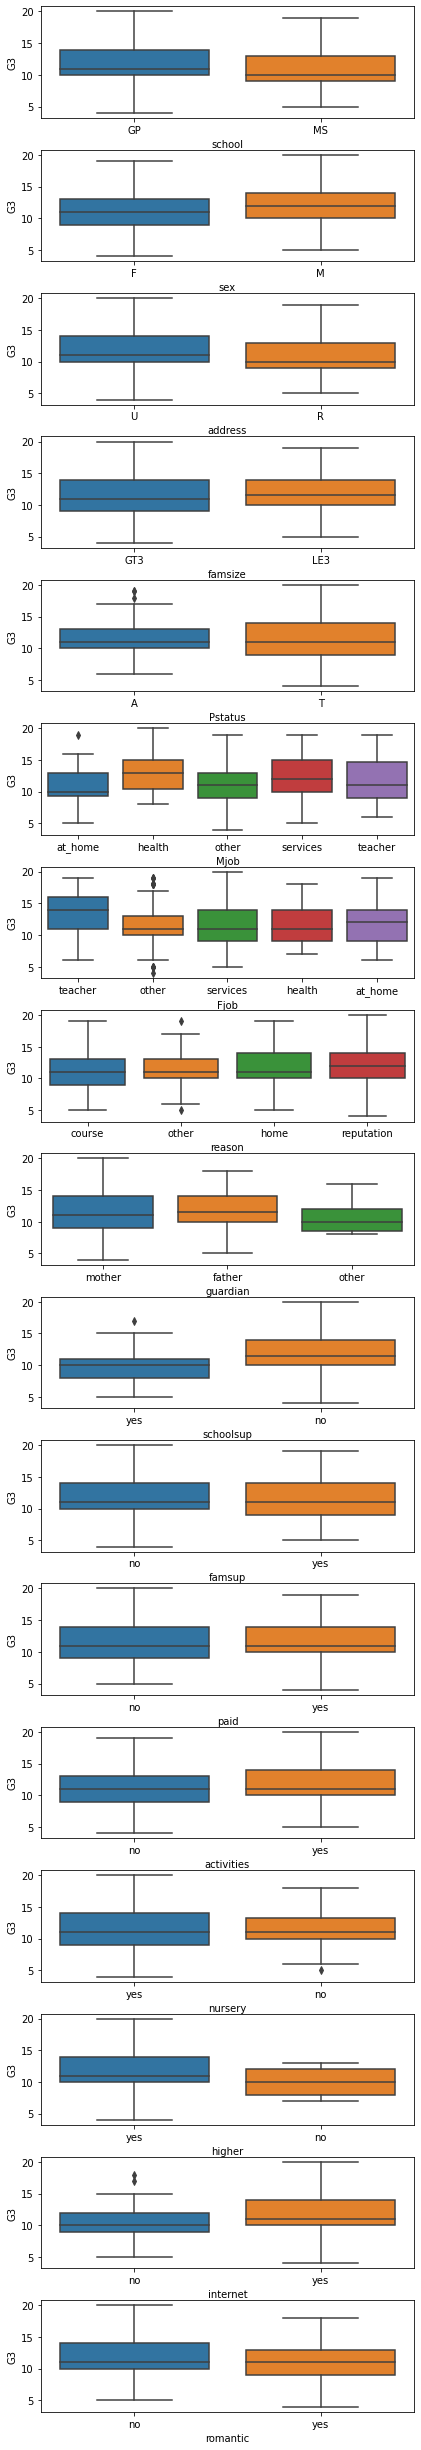 20
15
G3
10
5
GP MS
school
20
15
G3
10
5
F M
sex
20
15
G3
10
5
U R
address
20
15
G3
10
5
GT3 LE3
famsize
20
15
G3
10
5
A T
Pstatus
20
15
G3
10
5
at_home health other services teacher
Mjob
20
15
G3
10
5
teacher other services health at_home
Fjob
20
15
G3
10
5
course other home reputation
reason
20
15
G3
10
5
mother father other
guardian
20
15
G3
10
5
yes no
schoolsup
20
15
G3
10
5
no yes
famsup
20
15
G3
10
5
no yes
paid
20
15
G3
10
5
no yes
activities
20
15
G3
10
5
yes no
nursery
20
15
G3
10
5
yes no
higher
20
15
G3
10
5
no yes
internet
20
15
G3
10
5
no yes
romantic